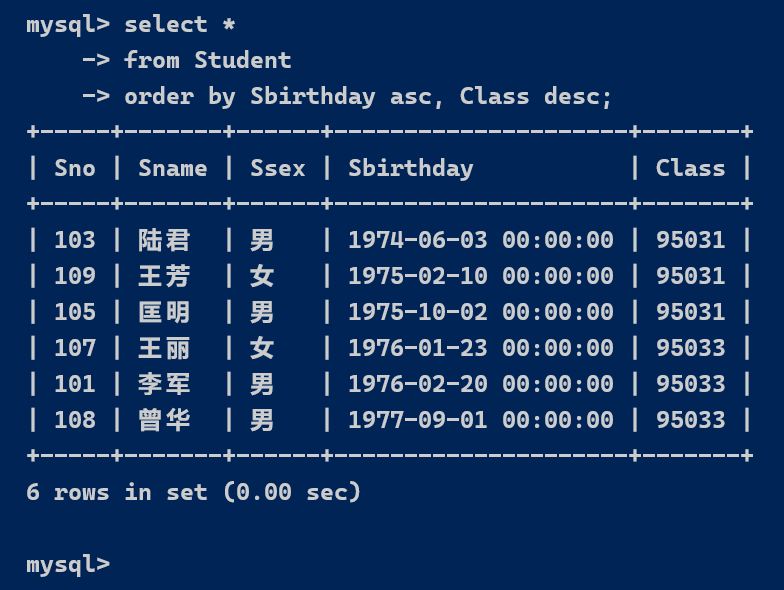 mysql> select *
    -> from Student
    -> order by Sbirthday asc, Class desc;
+-----+-------+------+---------------------+-------+
| Sno | Sname | Ssex | Sbirthday           | Class |
+-----+-------+------+---------------------+-------+
| 103 | 陆君  | 男   | 1974-06-03 00:00:00 | 95031 |
| 109 | 王芳  | 女   | 1975-02-10 00:00:00 | 95031 |
| 105 | 匡明  | 男   | 1975-10-02 00:00:00 | 95031 |
| 107 | 王丽  | 女   | 1976-01-23 00:00:00 | 95033 |
| 101 | 李军  | 男   | 1976-02-20 00:00:00 | 95033 |
| 108 | 曾华  | 男   | 1977-09-01 00:00:00 | 95033 |
+-----+-------+------+---------------------+-------+
6 rows in set (0.00 sec)

mysql>